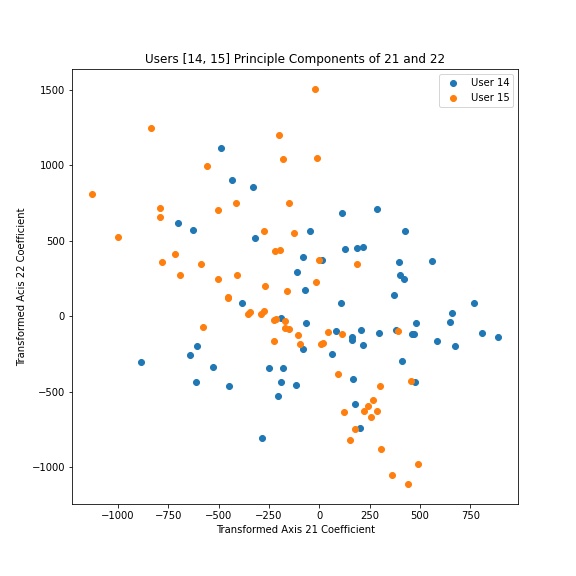 Users [14, 15] Principle Components of 21 and 22
User 14
User 15
Transformed Acis 22 Coefficient
1500
1000
500
0
−500
−1000
−1000 −750 −500 −250 0 250 500 750
Transformed Axis 21 Coefficient